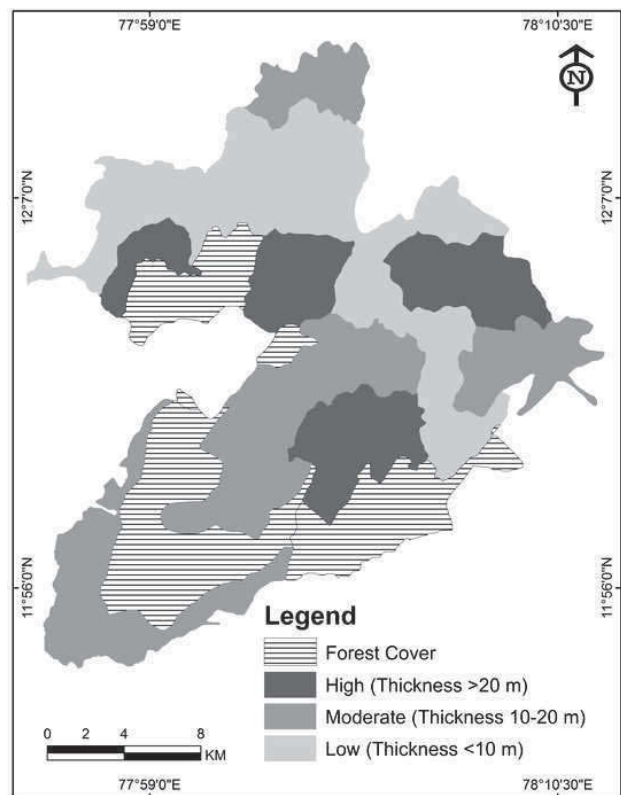 77°59'0"E 78°10'30"E
N
12°7'0"N 12°7'0"N
11°56'0"N 11°56'0"N
Legend
Forest Cover
High (Thickness >20 m)
Moderate (Thickness 10-20 m)
Low (Thickness <10 m)
0 2 4 8
KM
77°59'0"E 78°10'30"E